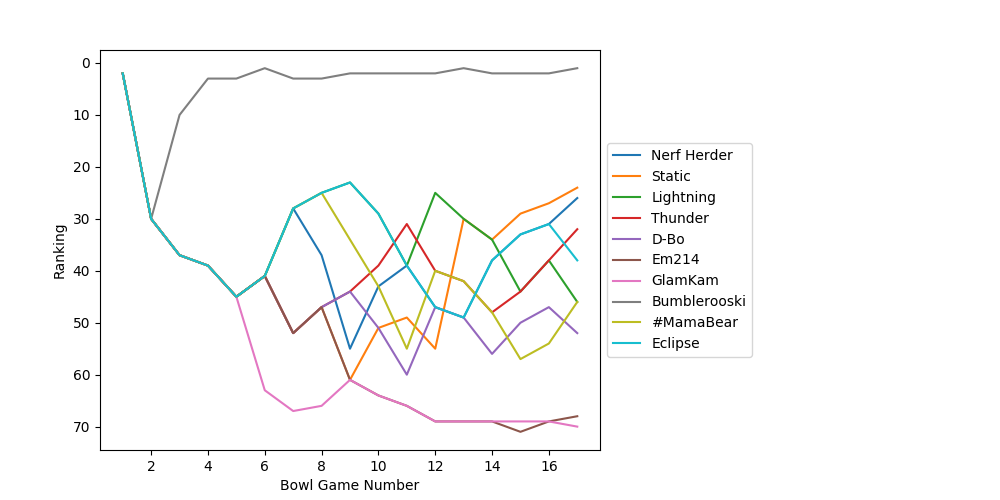 0
10
20
30
40
50
60
70
Ranking
2 4 6 8 10 12 14 16
Bowl Game Number
Nerf Herder
Static
Lightning
Thunder
D-Bo
Em214
GlamKam
Bumblerooski
#MamaBear
Eclipse